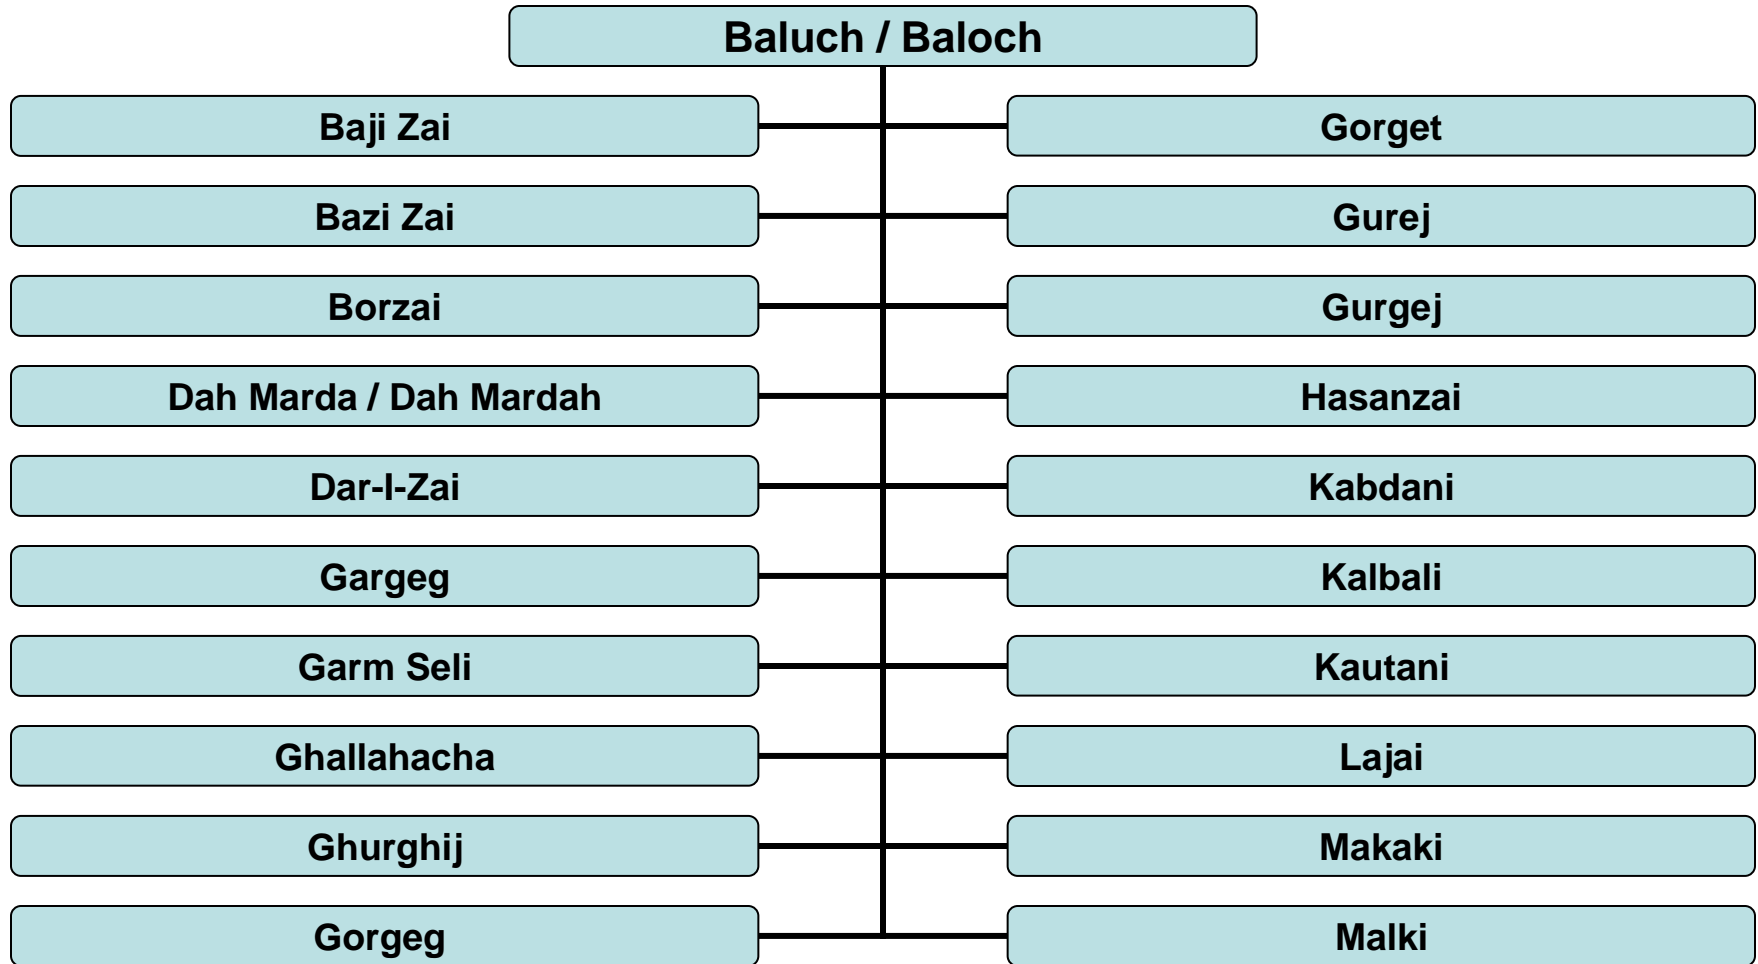 Baluch / Baloch
Baji Zai
Bazi Zai
Borzai
Dah Marda / Dah Mardah
Dar-I-Zai
Gargeg
Garm Seli
Ghallahacha
Ghurghij
Gorgeg
Gorget
Gurej
Gurgej
Hasanzai
Kabdani
Kalbali
Kautani
Lajai
Makaki
Malki